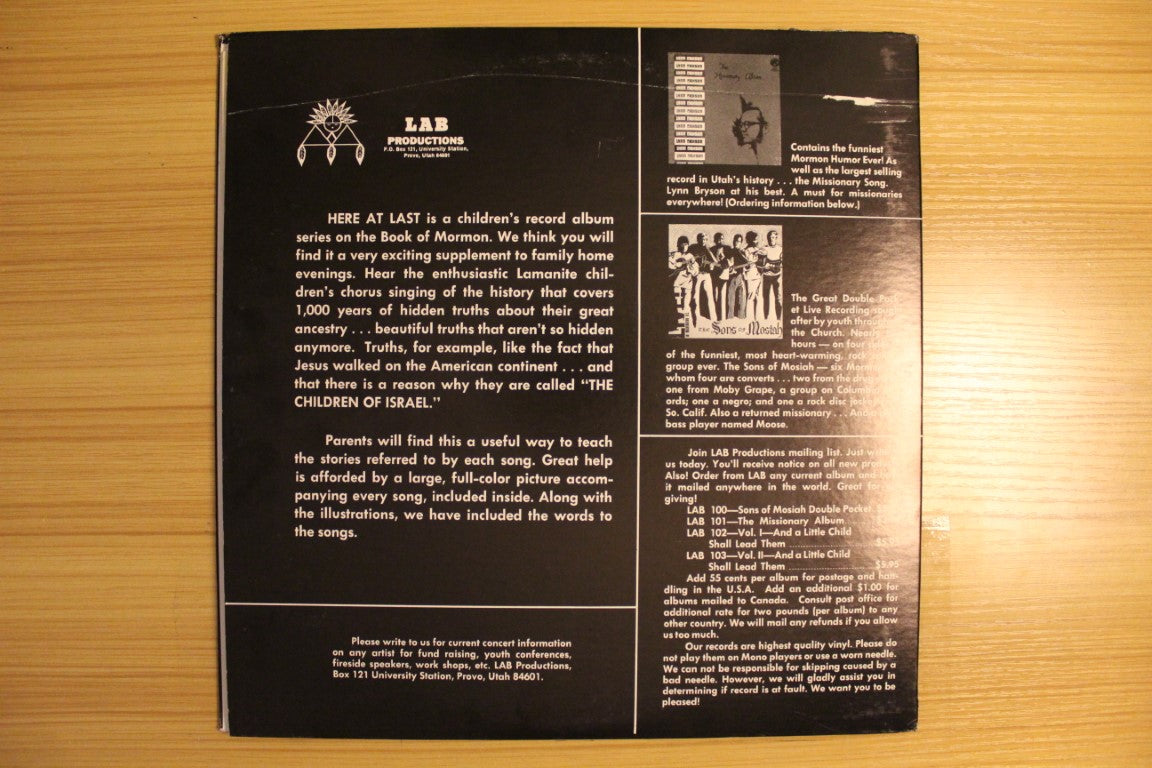 LAB
PRODUCTIONS
P.O. Box 121, University Station,
Provo, Utah 84601
HERE AT LAST is a children's record album
series on the Book of Mormon. We think you will
find it a very exciting supplement to family home
evenings. Hear the enthusiastic Lamanite chil-
dren's chorus singing of the history that covers
1,000 years of hidden truths about their great
ancestry . . . beautiful truths that aren't so hidden
anymore. Truths, for example, like the fact that
Jesus walked on the American continent . . . and
that there is a reason why they are called "THE
CHILDREN OF ISRAEL."
Parents will find this a useful way to teach
the stories referred to by each song. Great help
is afforded by a large, full-color picture accom-
panying every song, included inside. Along with
the illustrations, we have included the words to
the songs.
Please write to us for current concert information
on any artist for fund raising, youth conferences,
fireside speakers, work shops, etc. LAB Productions,
Box 121 University Station, Provo, Utah 84601.
The
Missionary Album
Contains the funniest
Mormon Humor Ever! As
well as the largest selling
record in Utah's history . . . the Missionary Song.
Lynn Bryson at his best. A must for missionaries
everywhere! (Ordering information below.)
The Sons of Mosiah
The Great Double Pock-
et Live Recording
after by youth
the Church.
hours — on four
of the funniest, most heart-warming, rock
group ever. The Sons of Mosiah — six
whom four are converts . . . two from the
one from Moby Grape, a group on
ords; one a negro; and one a rock disc
So. Calif. Also a returned missionary . . .
bass player named Moose.
Join LAB Productions mailing list. Just
us today. You'll receive notice on all new
Also! Order from LAB any current album
it mailed anywhere in the world. Great for
giving!
LAB 100—Sons of Mosiah Double Pocket
LAB 101—The Missionary Album
LAB 102—Vol. I—And a Little Child
Shall Lead Them
LAB 103—Vol. II—And a Little Child
Shall Lead Them $5.95
Add 55 cents per album for postage and han-
dling in the U.S.A. Add an additional $1.00 for
albums mailed to Canada. Consult post office for
additional rate for two pounds (per album) to any
other country. We will mail any refunds if you allow
us too much.
Our records are highest quality vinyl. Please do
not play them on Mono players or use a worn needle.
We can not be responsible for skipping caused by a
bad needle. However, we will gladly assist you in
determining if record is at fault. We want you to be
pleased!